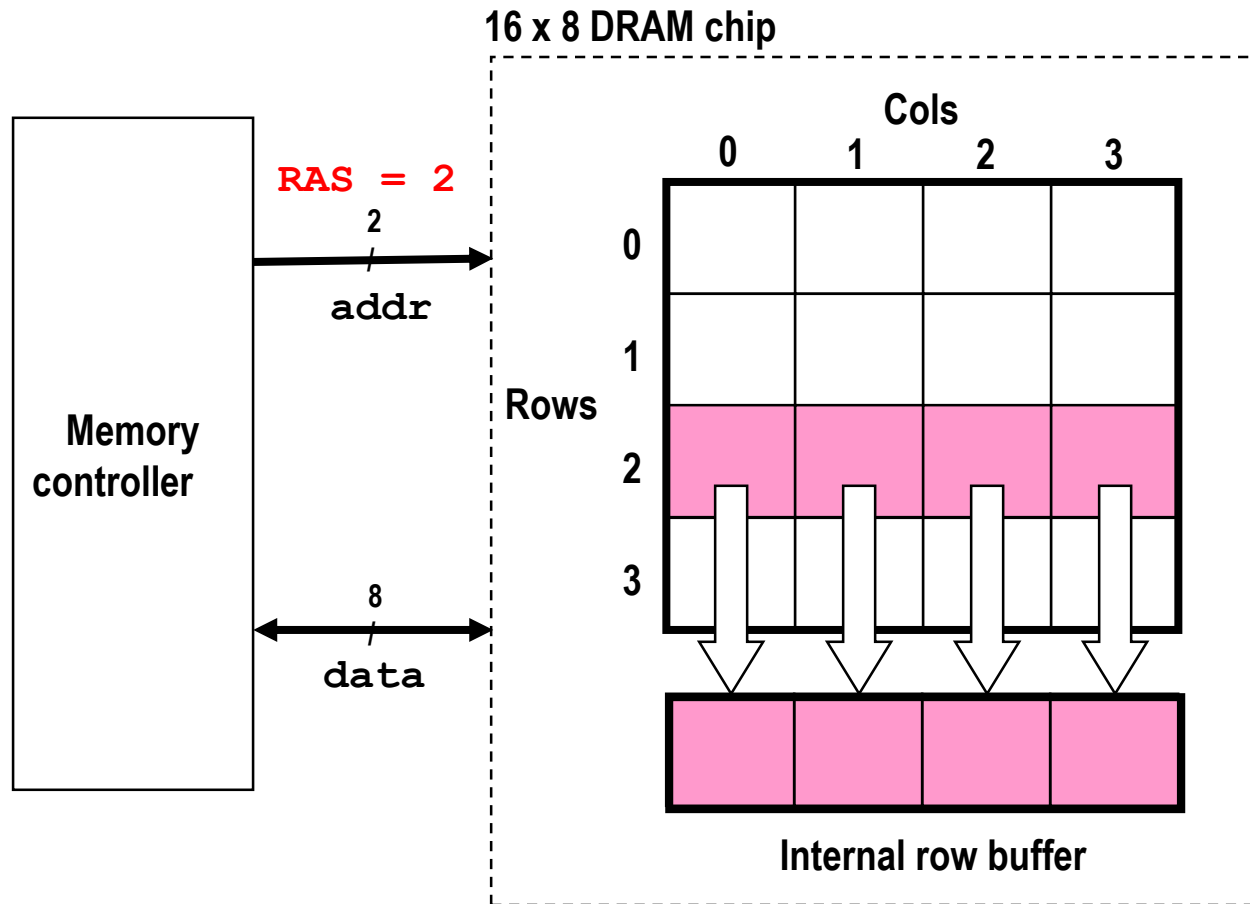 16 x 8 DRAM chip
Cols
0 1 2 3
RAS = 2
2
addr
0
1
Rows
2
3
Memory
controller
8
data
Internal row buffer